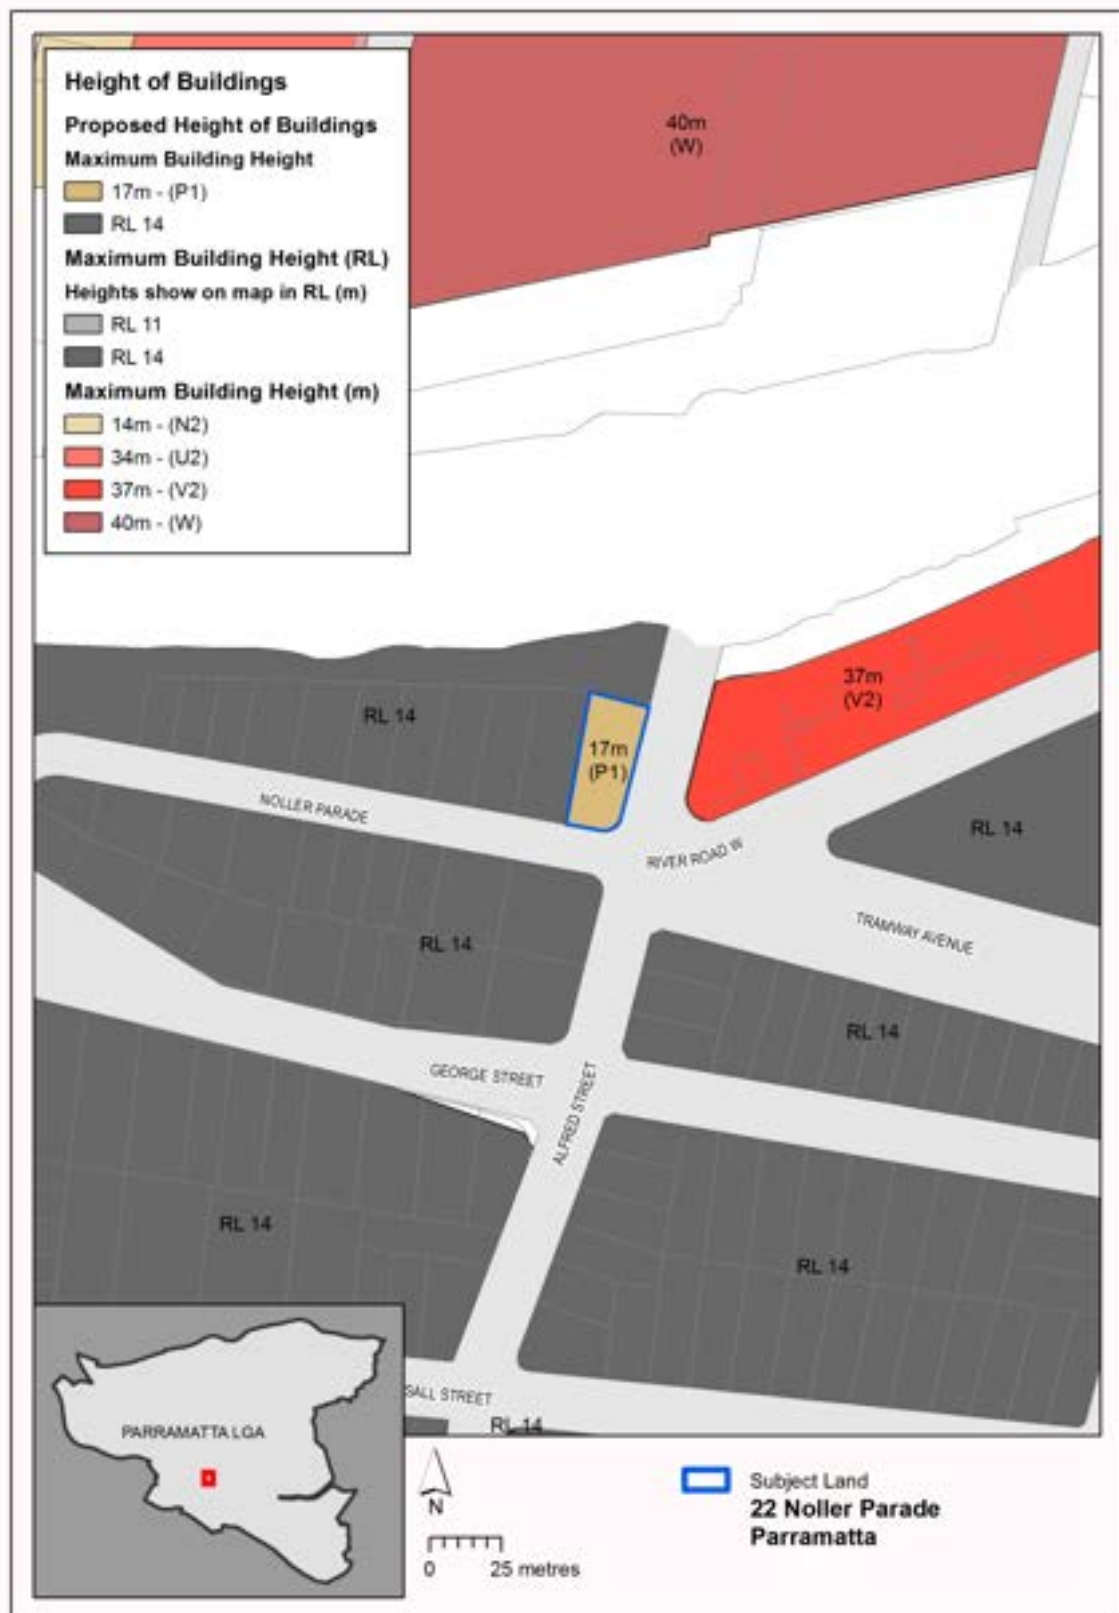 Height of Buildings
Proposed Height of Buildings
Maximum Building Height
17m - (P1)
RL 14
Maximum Building Height (RL)
Heights show on map in RL (m)
RL 11
RL 14
Maximum Building Height (m)
14m - (N2)
34m - (U2)
37m - (V2)
40m - (W)
40m
(W)
37m
(V2)
RL 14
17m
(P1)
NOLLER PARADE
RIVER ROAD W
RL 14
TRAMWAY AVENUE
RL 14
RL 14
GEORGE STREET
ALFRED STREET
RL 14
RL 14
SALL STREET
RL 14
PARRAMATTA LGA
N
0 25 metres
Subject Land
22 Noller Parade
Parramatta